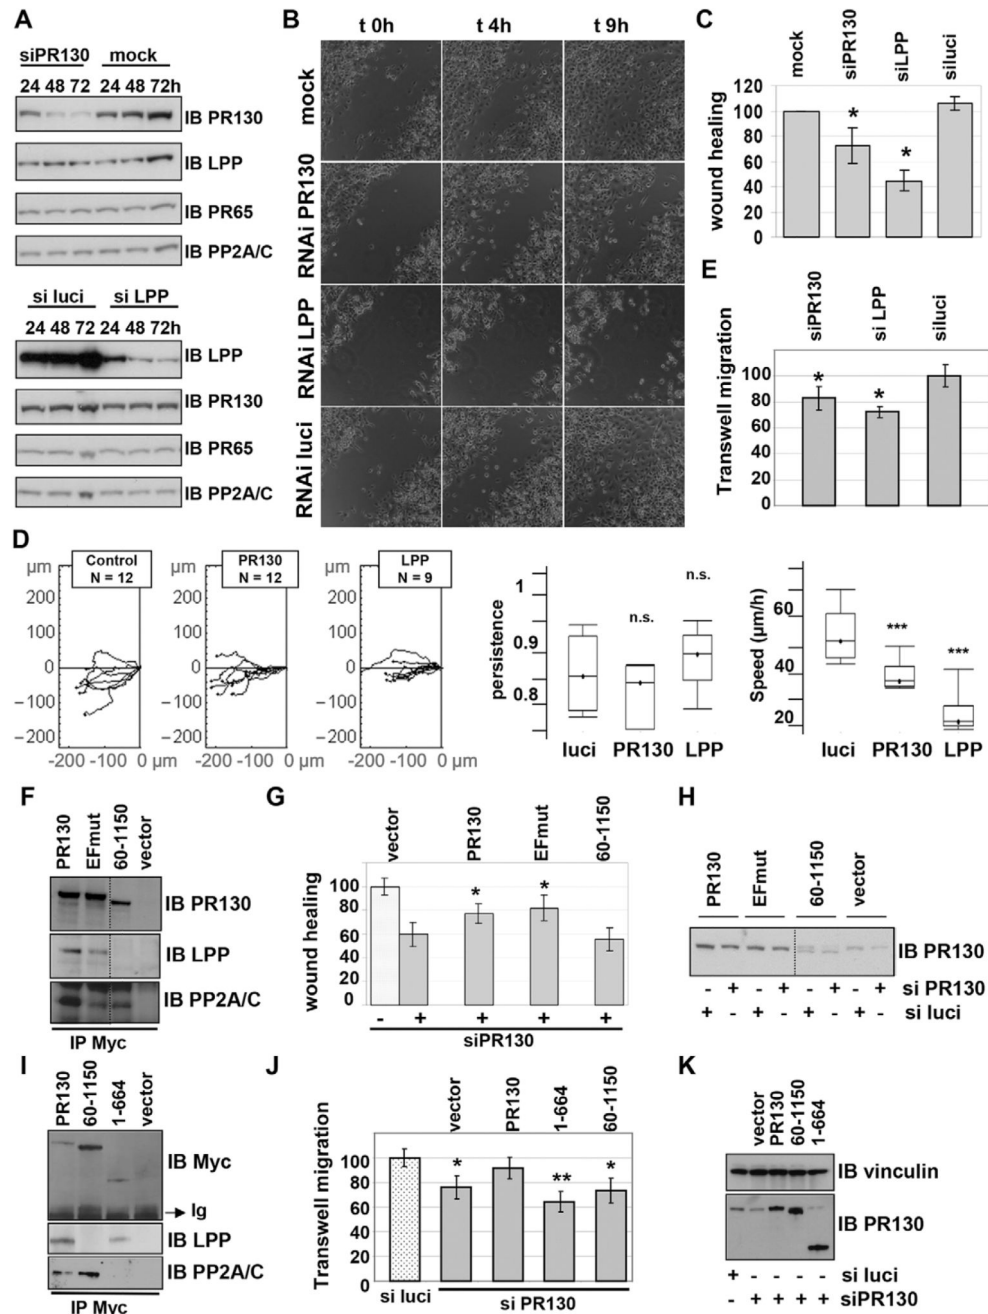 A
siPR130 mock
24 48 72 24 48 72h
IB PR130
IB LPP
IB PR65
IB PP2A/C
si luci si LPP
24 48 72 24 48 72h
IB LPP
IB PR130
IB PR65
IB PP2A/C
B
t 0h t 4h t 9h
mock
RNAi PR130
RNAi LPP
RNAi luci
C
mock siPR130 siLPP siluci
wound healing
120
100
80
60
40
20
0
* *
E
siPR130 si LPP siluci
Transwell migration
100
80
60
40
20
0
* *
D
µm µm µm
Control
N = 12
PR130
N = 12
LPP
N = 9
200 200 200
100 100 100
0 0 0
−100 −100 −100
−200 −200 −200
-200 -100 0 µm -200 -100 0 µm -200 -100 0 µm
persistence
1
0.9
0.8
n.s. n.s.
luci PR130 LPP
Speed (µm/h)
60
40
20
*** ***
luci PR130 LPP
F
PR130 EFmut 60-1150 vector
IB PR130
IB LPP
IB PP2A/C
IP Myc
G
vector PR130 EFmut 60-1150
wound healing
100
80
60
40
20
0
* *
- + + + +
siPR130
H
PR130 EFmut 60-1150 vector
IB PR130
- + - + - + - + si PR130
+ - + - + - + - si luci
I
PR130 60-1150 1-664 vector
IB Myc
Ig
IB LPP
IB PP2A/C
IP Myc
J
vector PR130 1-664 60-1150
Transwell migration
100
80
60
40
20
0
* ** *
si luci si PR130
K
vector PR130 60-1150 1-664
IB vinculin
IB PR130
+ - - - - si luci
- + + + + siPR130